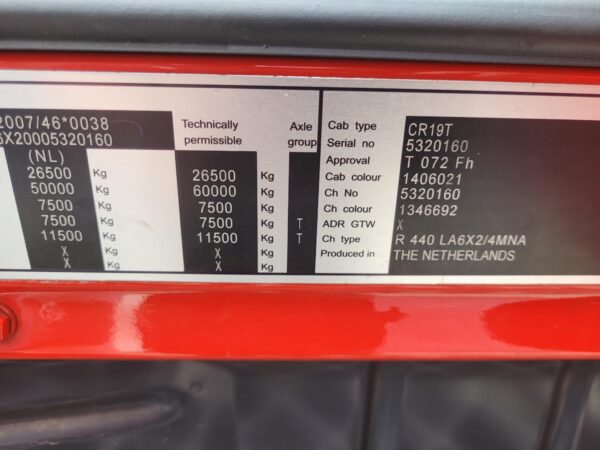 2007/46*0038
6X20005320160
(NL)
26500 Kg
50000 Kg
7500 Kg
7500 Kg
11500 Kg
X Kg
X Kg
Technically permissible
26500 Kg
60000 Kg
7500 Kg
7500 Kg
11500 Kg
X Kg
X Kg
Axle
group
T
T
Cab type CR19T
Serial no 5320160
Approval T 072 Fh
Cab colour 1406021
Ch No 5320160
Ch colour 1346692
ADR GTW X
Ch type R 440 LA6X2/4MNA
Produced in THE NETHERLANDS